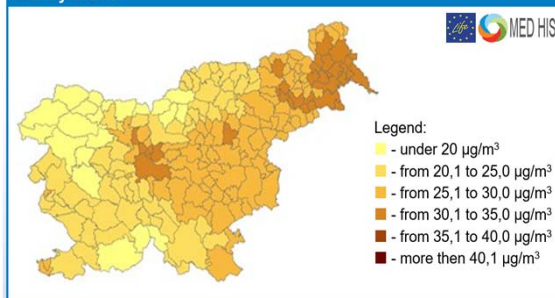 Life
MED HIS
Legend:
- under 20 µg/m³
- from 20,1 to 25,0 µg/m³
- from 25,1 to 30,0 µg/m³
- from 30,1 to 35,0 µg/m³
- from 35,1 to 40,0 µg/m³
- more then 40,1 µg/m³